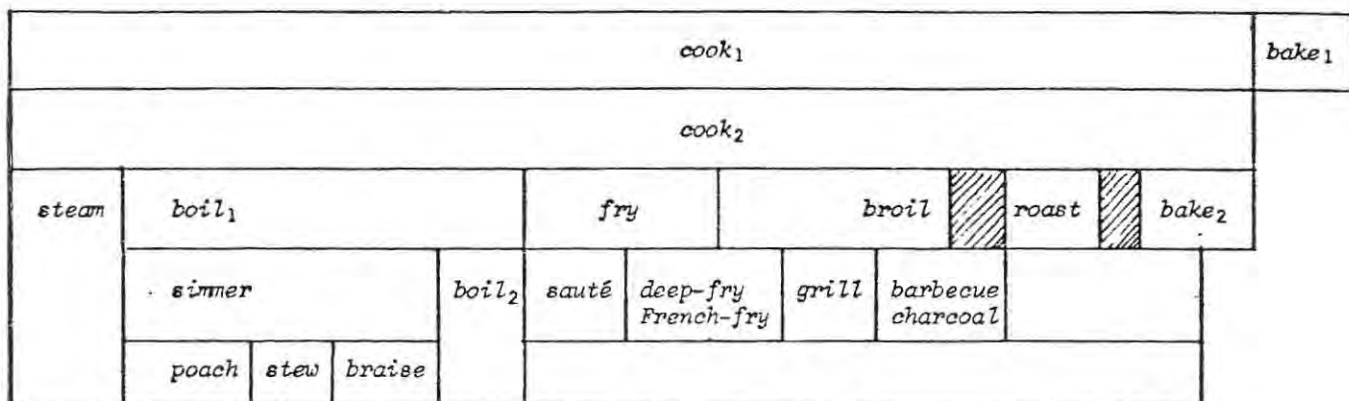 cook₁
bake₁
cook₂
steam
boil₁
fry
broil
roast
bake₂
simmer
boil₂
sauté
deep-fry
French-fry
grill
barbecue
charcoal
poach
stew
braise